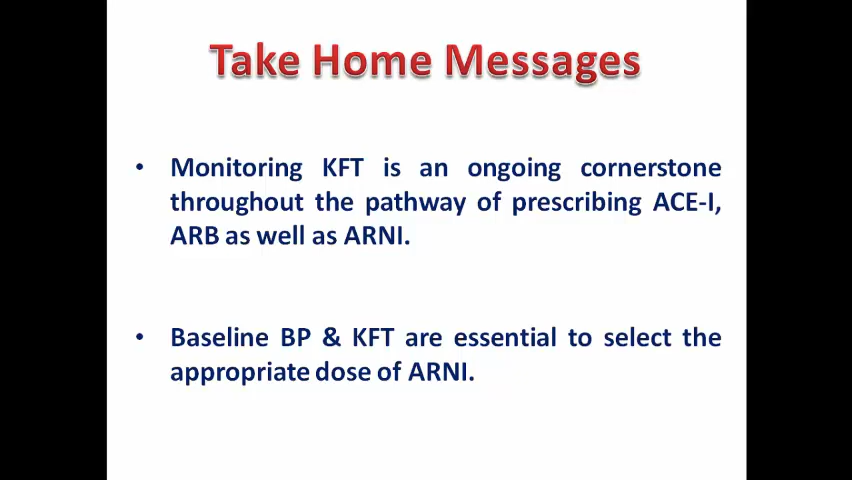 Take Home Messages
• Monitoring KFT is an ongoing cornerstone
throughout the pathway of prescribing ACE-I,
ARB as well as ARNI.
• Baseline BP & KFT are essential to select the
appropriate dose of ARNI.